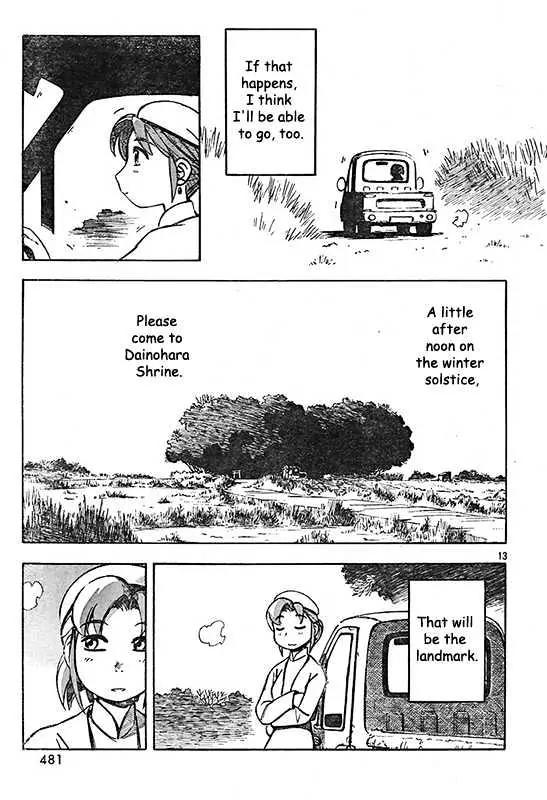 If that
happens,
I think
I'll be able
to go, too.
A little
after
noon on
the winter
solstice,
Please
come to
Dainohara
Shrine.
13
That will
be the
landmark.
481